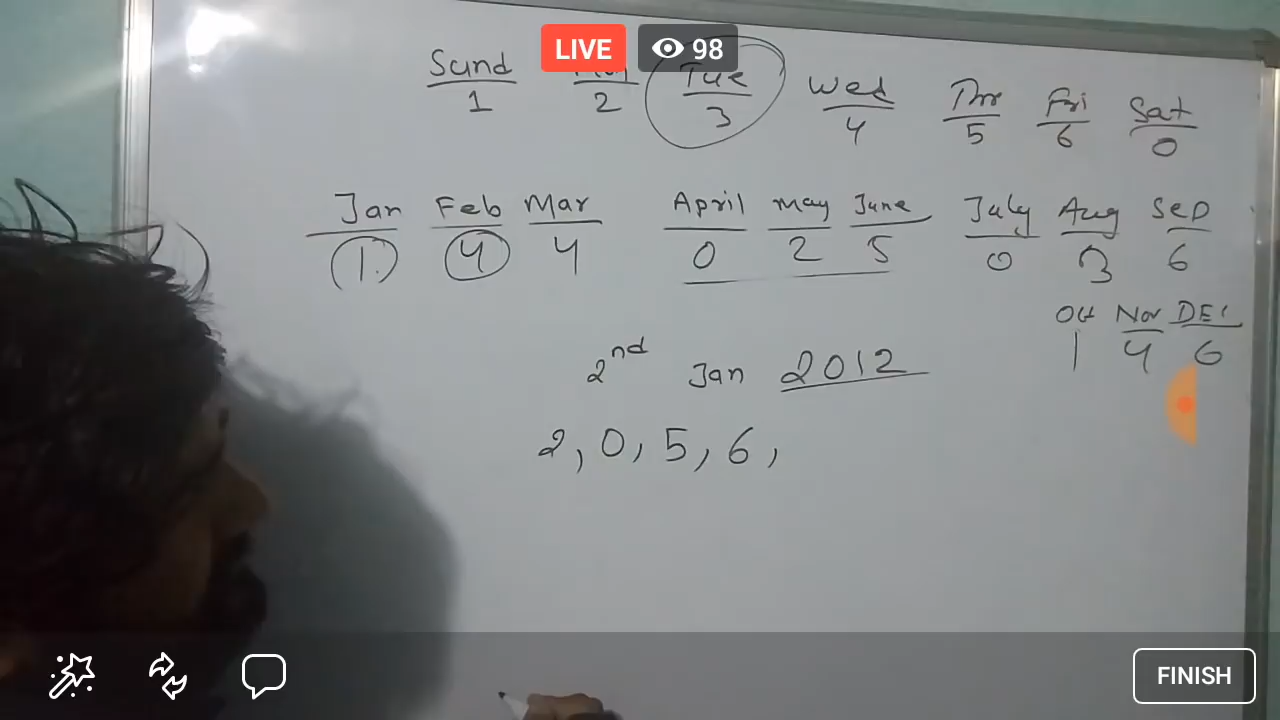 LIVE 98
Sund Tue Wed Thr Fri Sat
1 2 3 4 5 6 0
Jan Feb Mar April May June July Aug Sep
1 4 4 0 2 5 0 3 6
Oct Nov DEC
1 4 6
2nd Jan 2012
2, 0, 5, 6,
FINISH